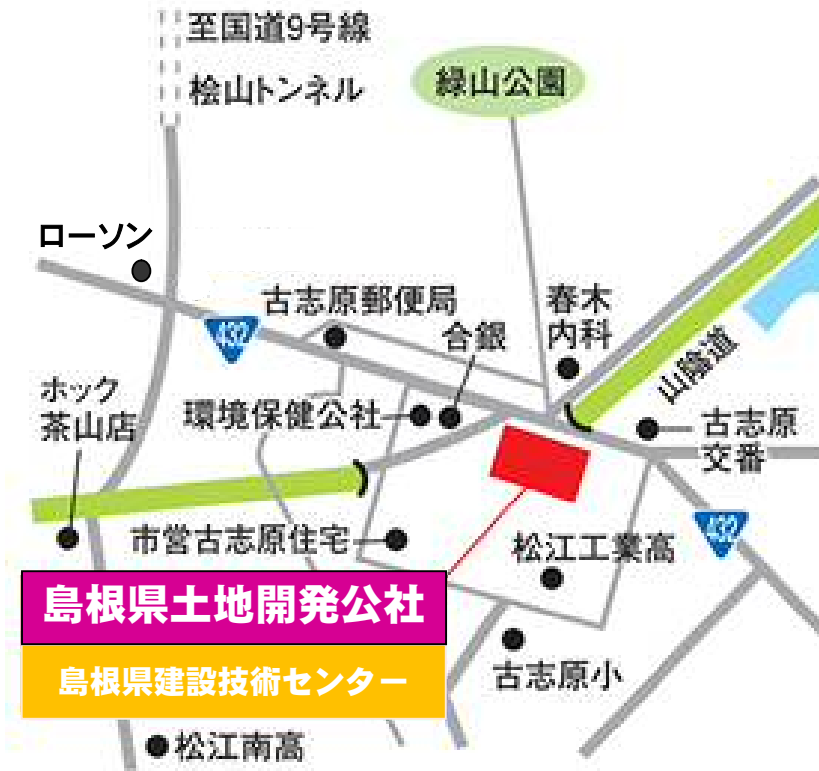 至国道9号線
桧山トンネル
緑山公園
ローソン
古志原郵便局
春木
内科
432
合銀
山陰道
ホック
茶山店
環境保健公社
古志原
交番
市営古志原住宅
松江工業高
432
島根県土地開発公社
島根県建設技術センター
古志原小
松江南高